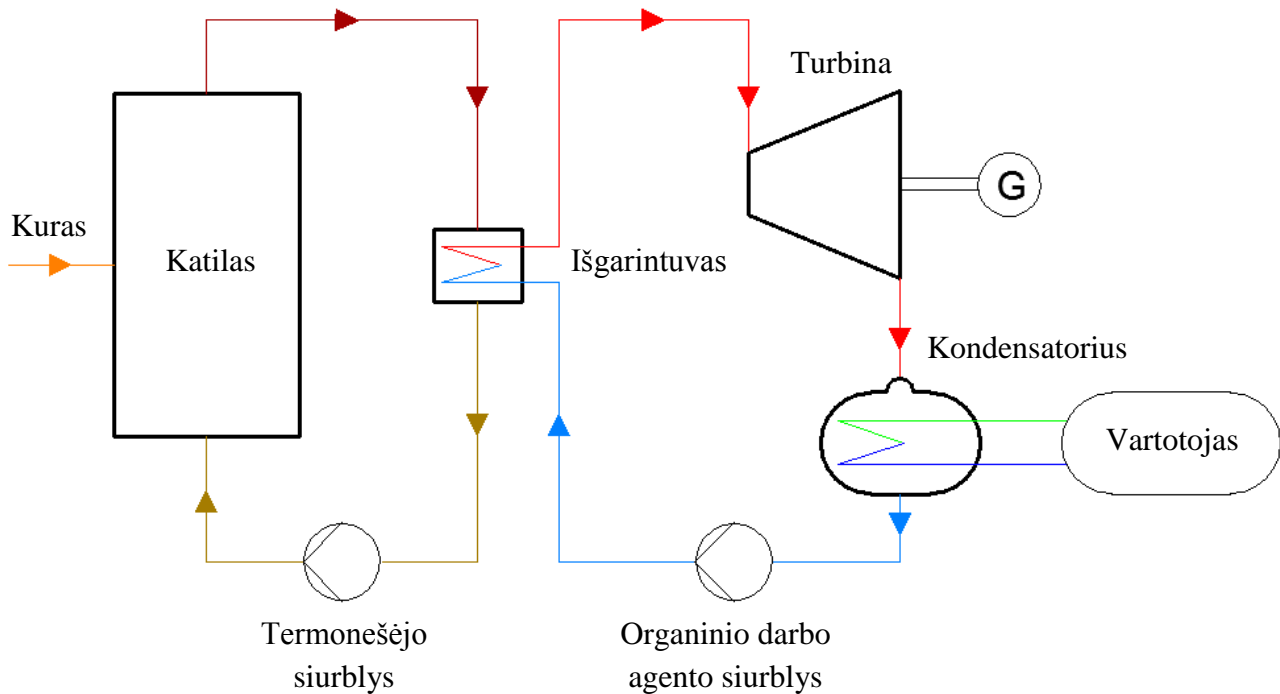 Turbina
G
Kuras
Katilas
Išgarintuvas
Kondensatorius
Vartotojas
Termonešėjo
siurblys
Organinio darbo
agento siurblys